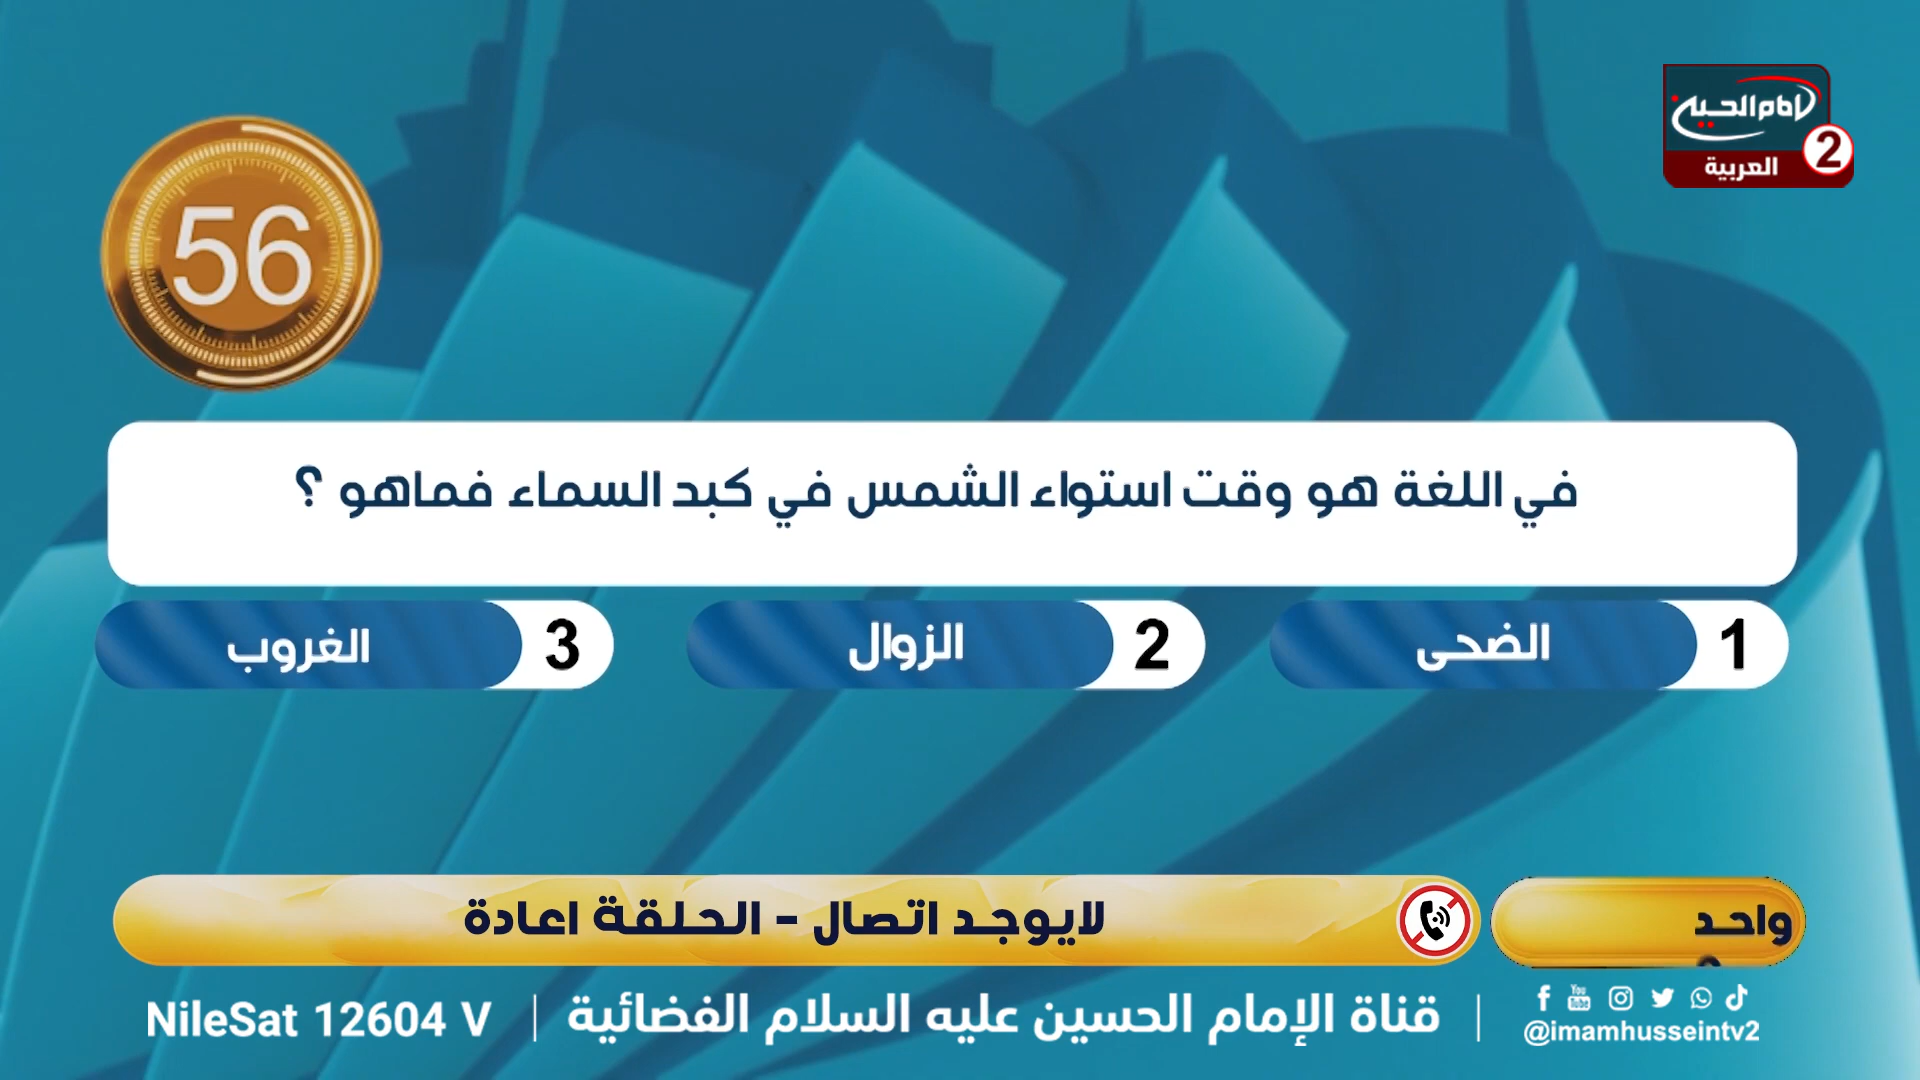 الإمام الحسين
2
العربية
56
في اللغة هو وقت استواء الشمس في كبد السماء فماهو ؟
1 الضحى
2 الزوال
3 الغروب
واحد
لايوجد اتصال - الحلقة اعادة
@imamhusseintv2
قناة الإمام الحسين عليه السلام الفضائية | NileSat 12604 V